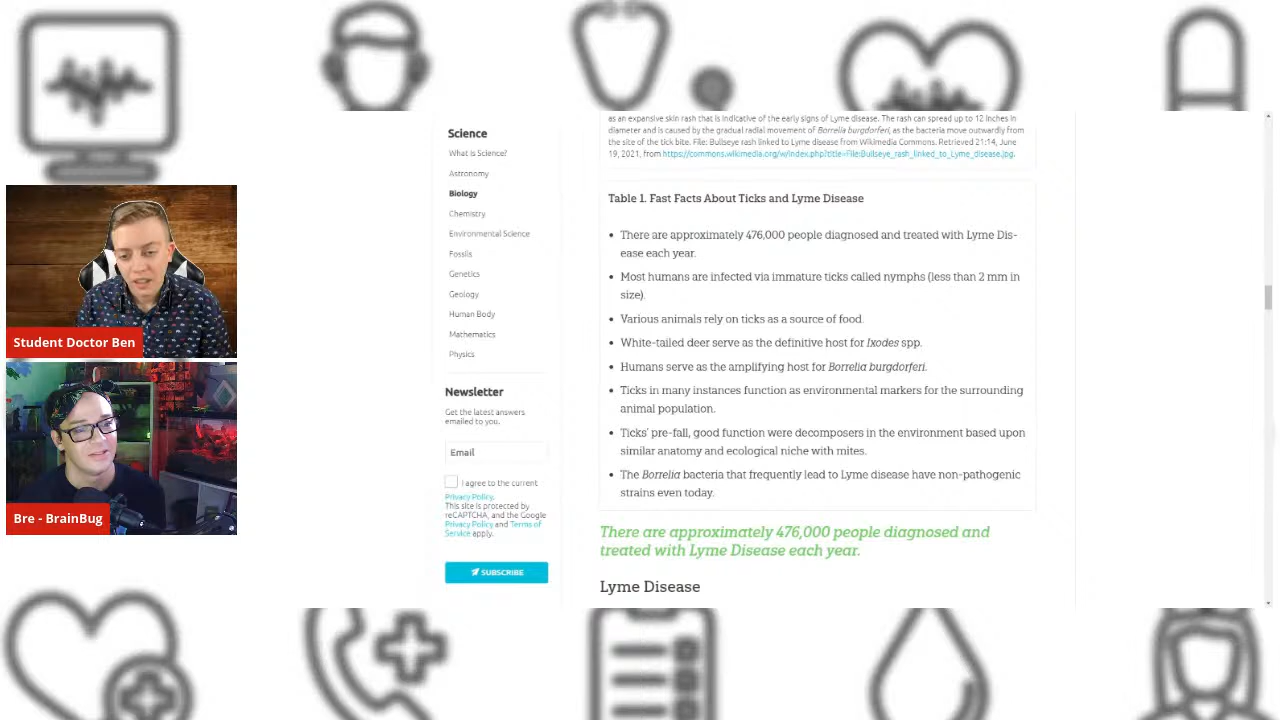 Student Doctor Ben
Bre - BrainBug
Science
What Is Science?
Astronomy
Biology
Chemistry
Environmental Science
Fossils
Genetics
Geology
Human Body
Mathematics
Physics
Newsletter
Get the latest answers
emailed to you.
Email
I agree to the current
Privacy Policy.
This site is protected by
reCAPTCHA, and the Google
Privacy Policy and Terms of
Service apply.
SUBSCRIBE
as an expansive skin rash that is indicative of the early signs of Lyme disease. The rash can spread up to 12 inches in
diameter and is caused by the gradual radial movement of Borrelia burgdorferi, as the bacteria move outwardly from
the site of the tick bite. File: Bullseye rash linked to Lyme disease from Wikimedia Commons. Retrieved 21:14, June
19, 2021, from https://commons.wikimedia.org/w/index.php?title=File:Bullseye_rash_linked_to_Lyme_disease.jpg.
Table 1. Fast Facts About Ticks and Lyme Disease
• There are approximately 476,000 people diagnosed and treated with Lyme Dis-
ease each year.
• Most humans are infected via immature ticks called nymphs (less than 2 mm in
size).
• Various animals rely on ticks as a source of food.
• White-tailed deer serve as the definitive host for Ixodes spp.
• Humans serve as the amplifying host for Borrelia burgdorferi.
• Ticks in many instances function as environmental markers for the surrounding
animal population.
• Ticks' pre-fall, good function were decomposers in the environment based upon
similar anatomy and ecological niche with mites.
• The Borrelia bacteria that frequently lead to Lyme disease have non-pathogenic
strains even today.
There are approximately 476,000 people diagnosed and
treated with Lyme Disease each year.
Lyme Disease